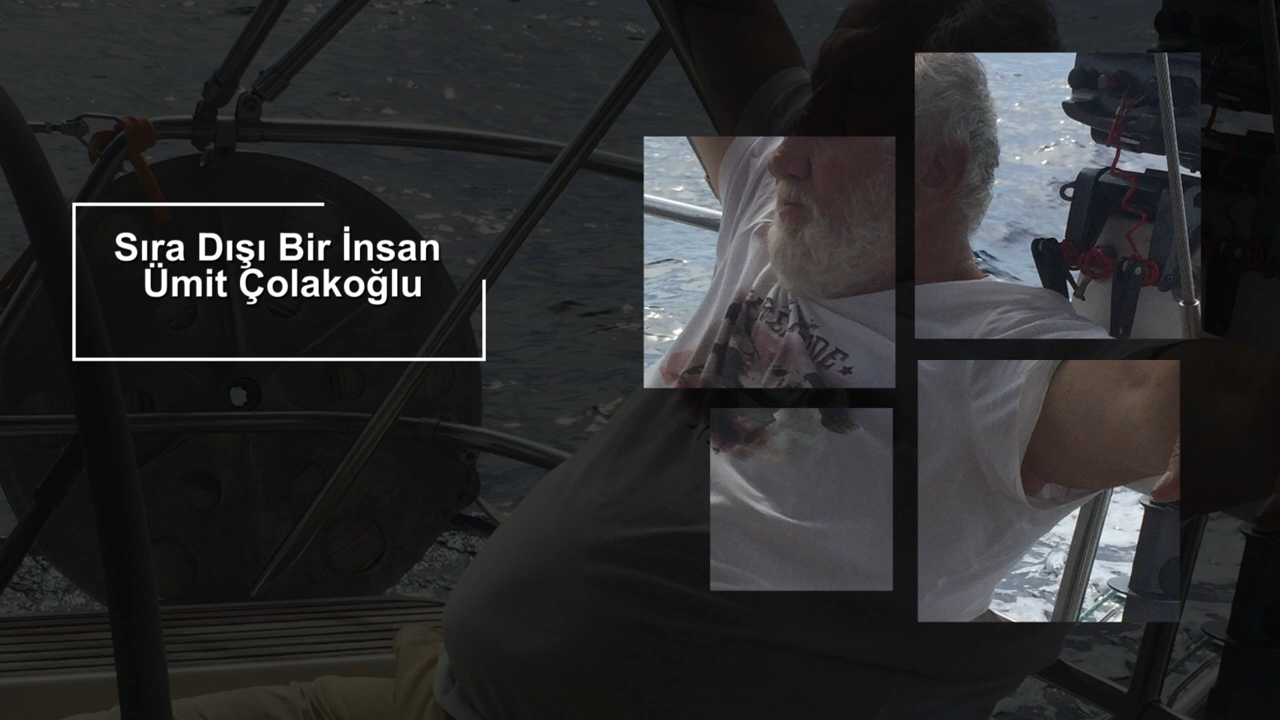 Sıra Dışı Bir İnsan
Ümit Çolakoğlu